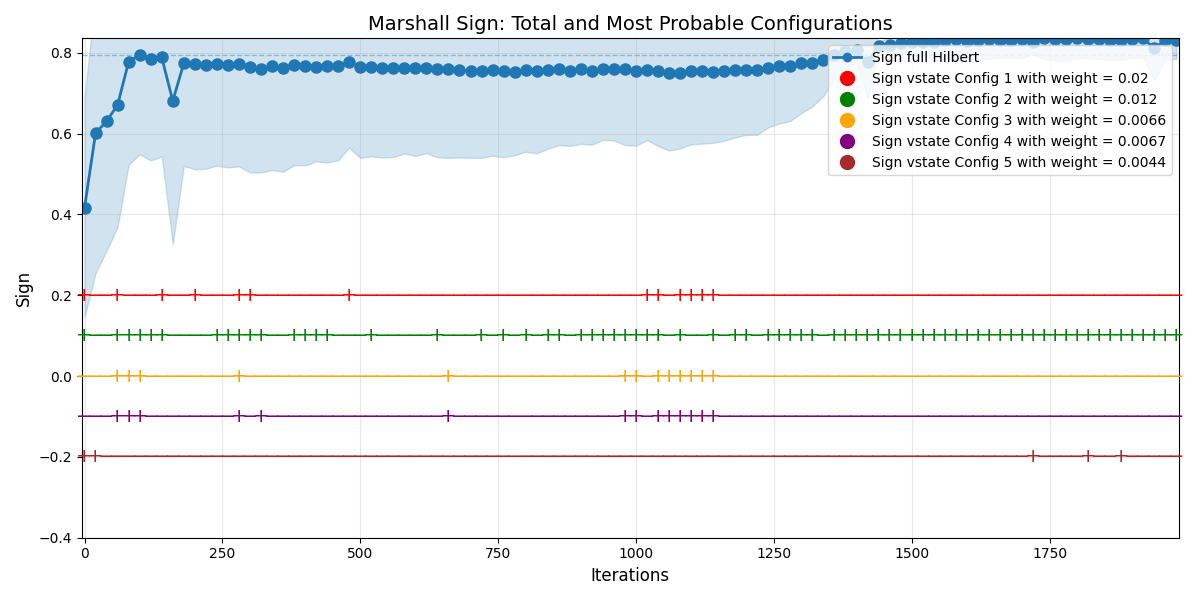 Marshall Sign: Total and Most Probable Configurations
Sign
0.8
0.6
0.4
0.2
0.0
−0.2
−0.4
Sign full Hilbert
Sign vstate Config 1 with weight = 0.02
Sign vstate Config 2 with weight = 0.012
Sign vstate Config 3 with weight = 0.0066
Sign vstate Config 4 with weight = 0.0067
Sign vstate Config 5 with weight = 0.0044
0 250 500 750 1000 1250 1500 1750
Iterations